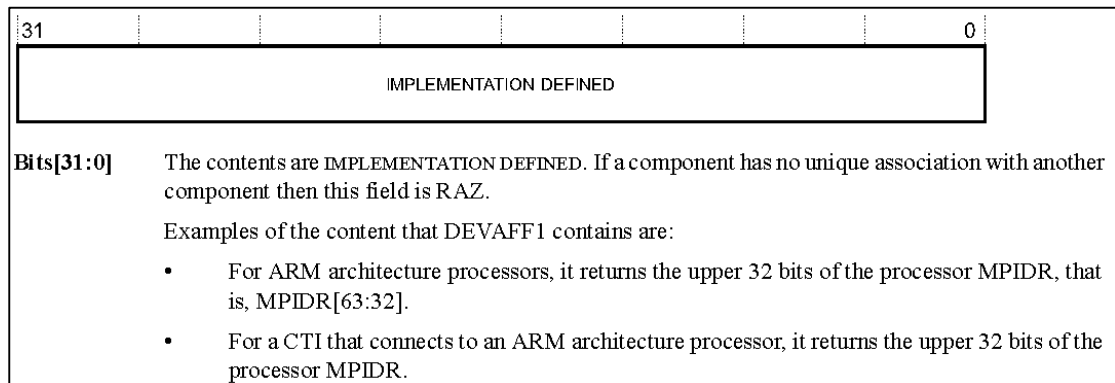 31 0
IMPLEMENTATION DEFINED
Bits[31:0] The contents are IMPLEMENTATION DEFINED. If a component has no unique association with another
component then this field is RAZ.
Examples of the content that DEVAFF1 contains are:
• For ARM architecture processors, it returns the upper 32 bits of the processor MPIDR, that
is, MPIDR[63:32].
• For a CTI that connects to an ARM architecture processor, it returns the upper 32 bits of the
processor MPIDR.